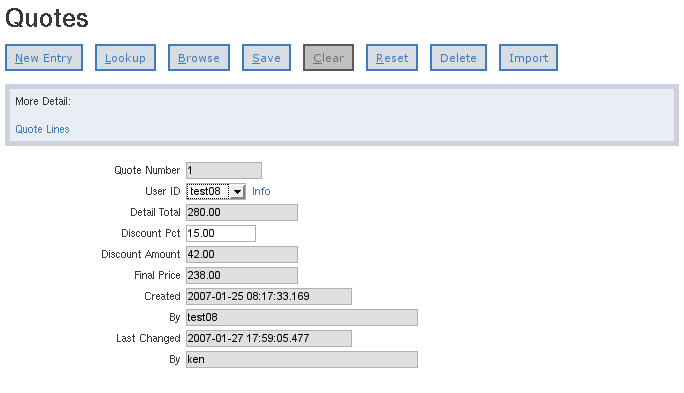 Quotes
New Entry Lookup Browse Save Clear Reset Delete Import
More Detail:
Quote Lines
Quote Number 1
User ID test08 Info
Detail Total 280.00
Discount Pct 15.00
Discount Amount 42.00
Final Price 238.00
Created 2007-01-25 08:17:33.169
By test08
Last Changed 2007-01-27 17:59:05.477
By ken